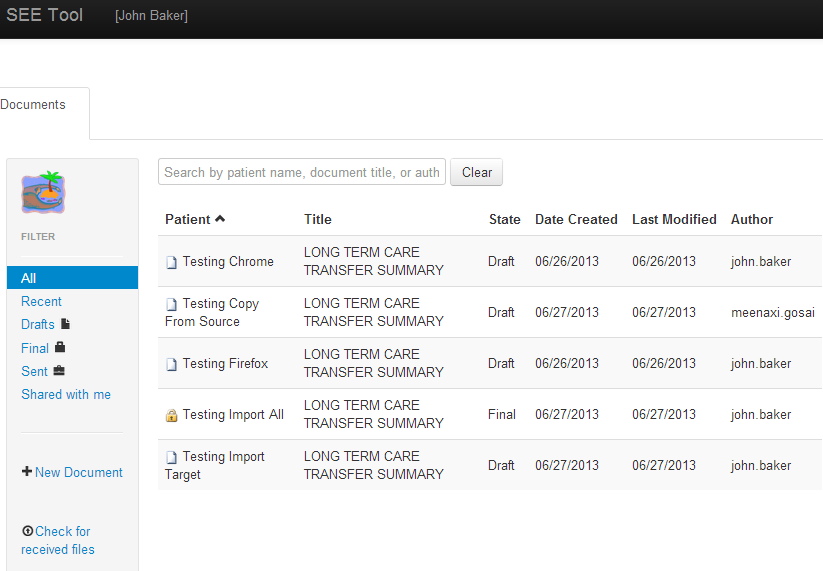 SEE Tool [John Baker]
Documents
Search by patient name, document title, or auth Clear
FILTER
All
Recent
Drafts
Final
Sent
Shared with me
New Document
Check for
received files
Patient Title State Date Created Last Modified Author
Testing Chrome LONG TERM CARE
TRANSFER SUMMARY Draft 06/26/2013 06/26/2013 john.baker
Testing Copy
From Source LONG TERM CARE
TRANSFER SUMMARY Draft 06/27/2013 06/27/2013 meenaxi.gosai
Testing Firefox LONG TERM CARE
TRANSFER SUMMARY Draft 06/26/2013 06/26/2013 john.baker
Testing Import All LONG TERM CARE
TRANSFER SUMMARY Final 06/27/2013 06/27/2013 john.baker
Testing Import
Target LONG TERM CARE
TRANSFER SUMMARY Draft 06/27/2013 06/27/2013 john.baker